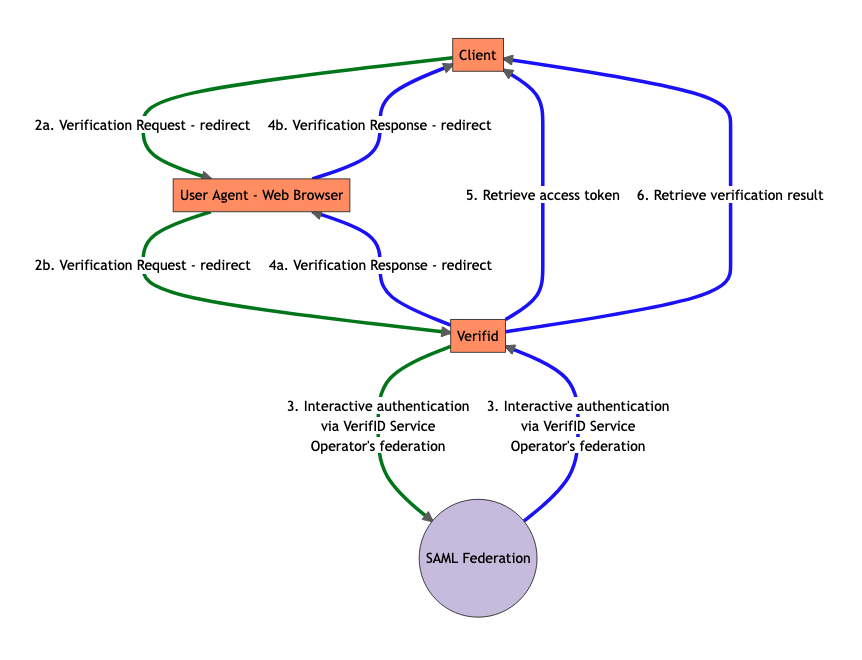 Client
2a. Verification Request - redirect
4b. Verification Response - redirect
User Agent - Web Browser
5. Retrieve access token
6. Retrieve verification result
2b. Verification Request - redirect
4a. Verification Response - redirect
Verifid
3. Interactive authentication
via VerifID Service
Operator's federation
3. Interactive authentication
via VerifID Service
Operator's federation
SAML Federation